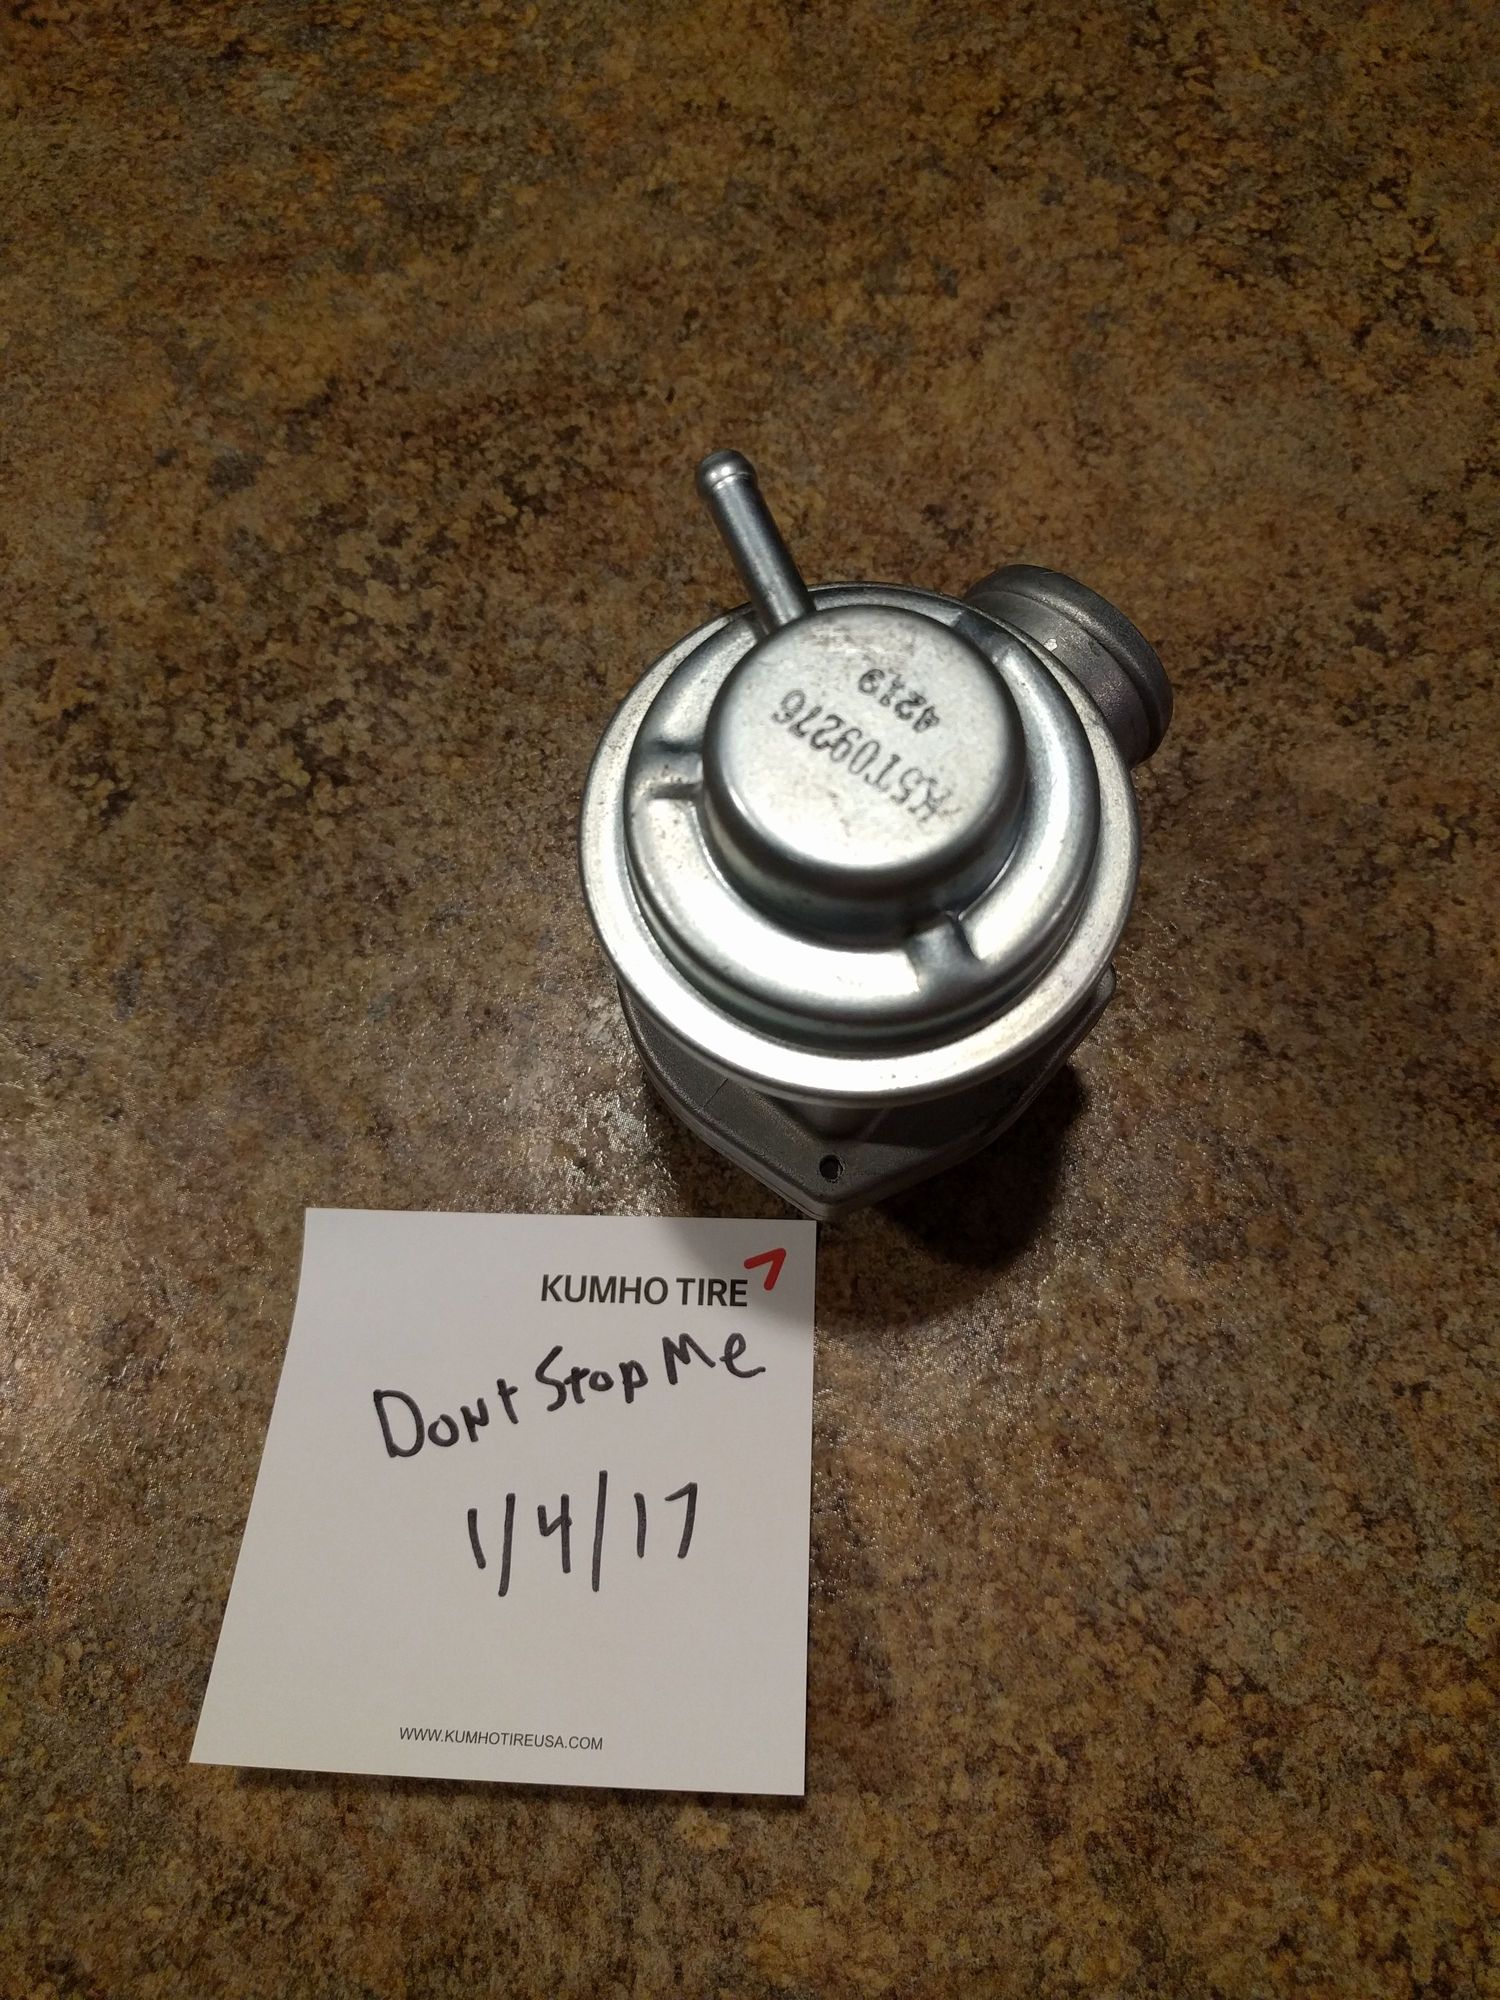 K5T09276
4219
KUMHO TIRE
Dont Stop Me
1/4/17
WWW.KUMHOTIREUSA.COM